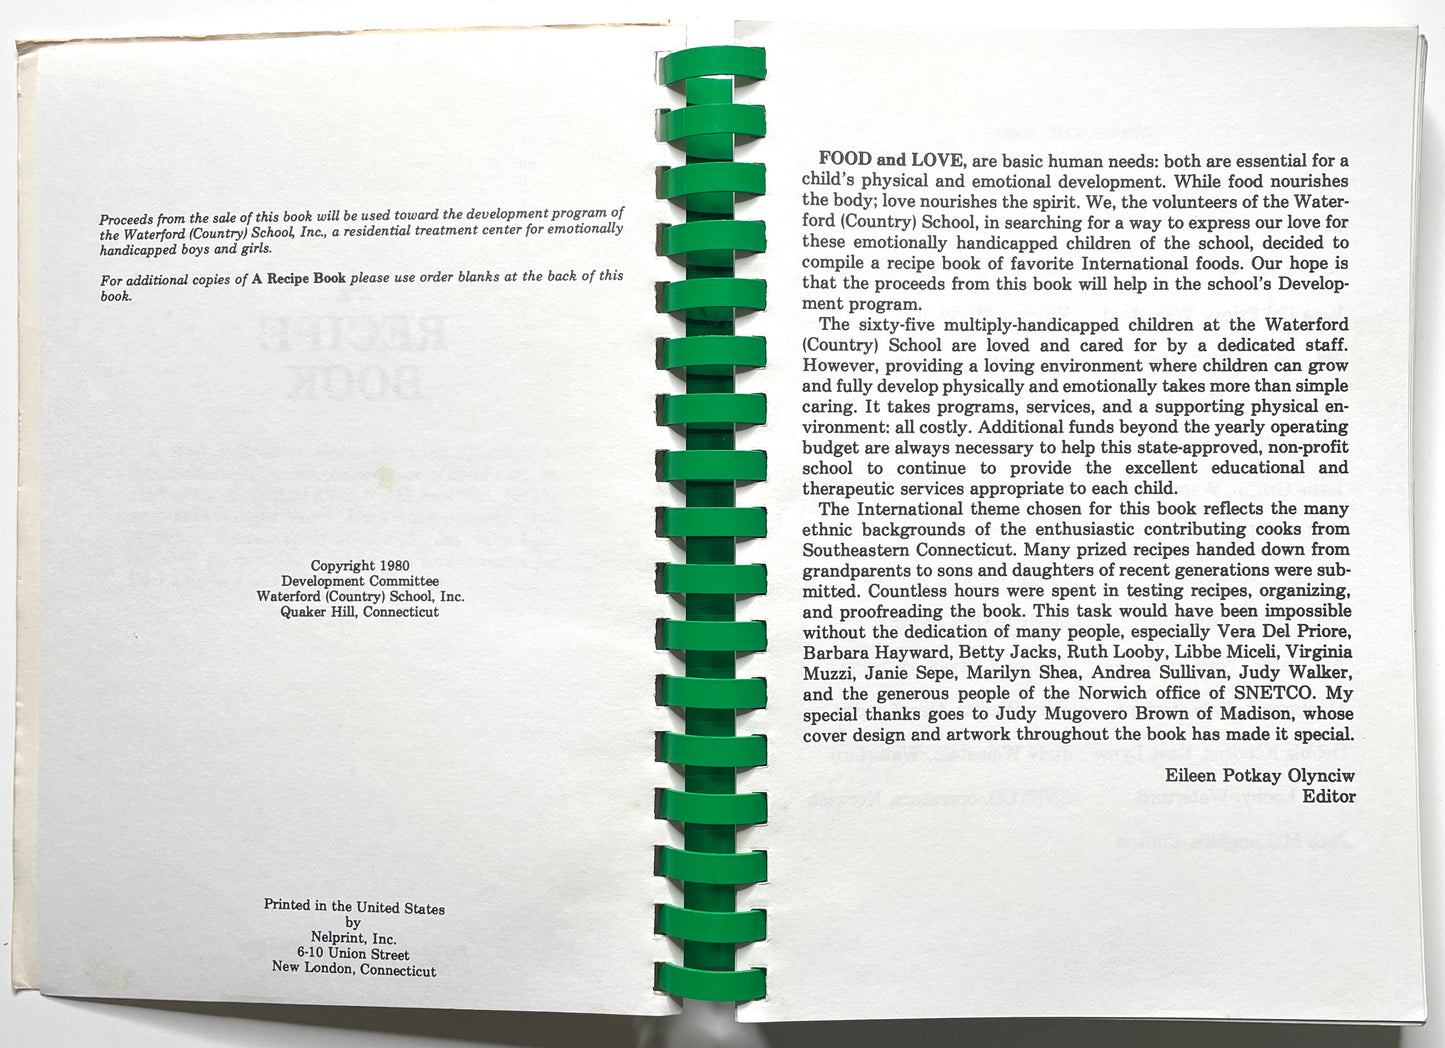 Proceeds from the sale of this book will be used toward the development program of
the Waterford (Country) School, Inc., a residential treatment center for emotionally
handicapped boys and girls.
For additional copies of A Recipe Book please use order blanks at the back of this
book.
RECIPE
BOOK
Copyright 1980
Development Committee
Waterford (Country) School, Inc.
Quaker Hill, Connecticut
Printed in the United States
by
Nelprint, Inc.
6-10 Union Street
New London, Connecticut
FOOD and LOVE, are basic human needs: both are essential for a
child's physical and emotional development. While food nourishes
the body; love nourishes the spirit. We, the volunteers of the Water-
ford (Country) School, in searching for a way to express our love for
these emotionally handicapped children of the school, decided to
compile a recipe book of favorite International foods. Our hope is
that the proceeds from this book will help in the school's Develop-
ment program.
The sixty-five multiply-handicapped children at the Waterford
(Country) School are loved and cared for by a dedicated staff.
However, providing a loving environment where children can grow
and fully develop physically and emotionally takes more than simple
caring. It takes programs, services, and a supporting physical en-
vironment: all costly. Additional funds beyond the yearly operating
budget are always necessary to help this state-approved, non-profit
school to continue to provide the excellent educational and
therapeutic services appropriate to each child.
The International theme chosen for this book reflects the many
ethnic backgrounds of the enthusiastic contributing cooks from
Southeastern Connecticut. Many prized recipes handed down from
grandparents to sons and daughters of recent generations were sub-
mitted. Countless hours were spent in testing recipes, organizing,
and proofreading the book. This task would have been impossible
without the dedication of many people, especially Vera Del Priore,
Barbara Hayward, Betty Jacks, Ruth Looby, Libbe Miceli, Virginia
Muzzi, Janie Sepe, Marilyn Shea, Andrea Sullivan, Judy Walker,
and the generous people of the Norwich office of SNETCO. My
special thanks goes to Judy Mugovero Brown of Madison, whose
cover design and artwork throughout the book has made it special.
Eileen Potkay Olynciw
Editor